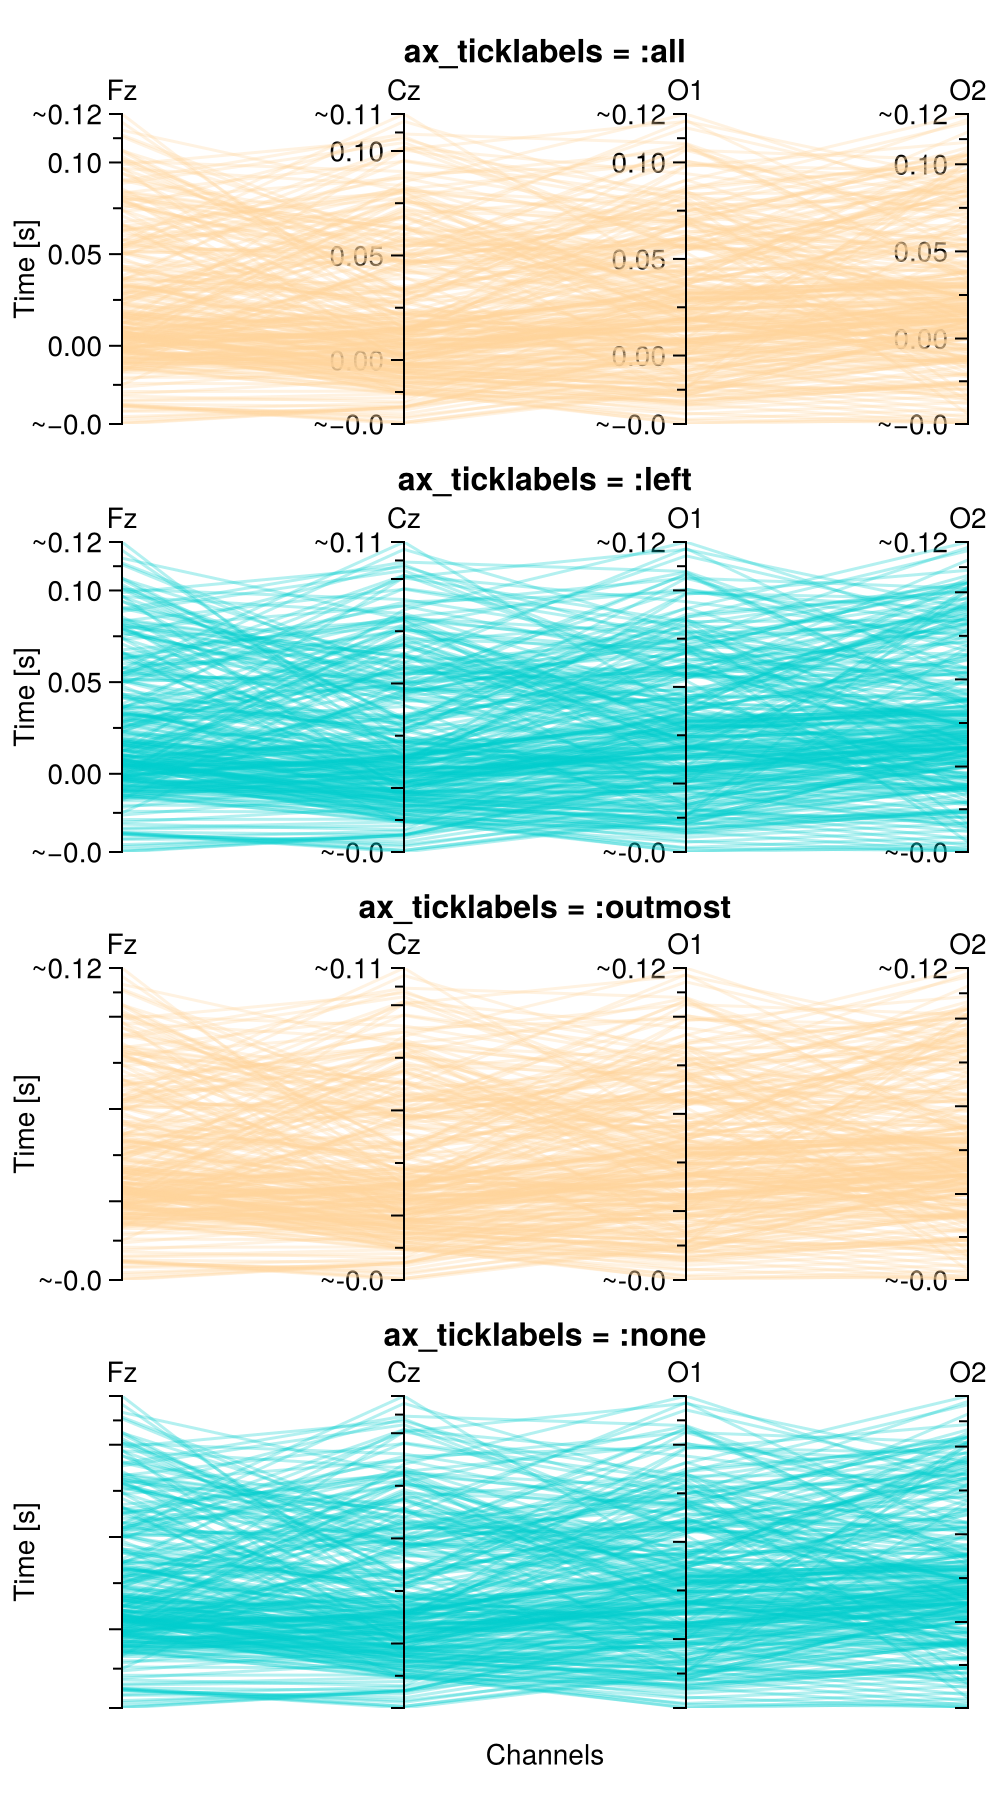 ax_ticklabels = :all
Fz Cz O1 O2
~0.12 ~0.11 ~0.12 ~0.12
0.10 0.10 0.10 0.10
0.05 0.05 0.05 0.05
0.00 0.00 0.00 0.00
~−0.0 ~−0.0 ~−0.0 ~−0.0
Time [s]
ax_ticklabels = :left
Fz Cz O1 O2
~0.12 ~0.11 ~0.12 ~0.12
0.10
0.05
0.00
~−0.0 ~-0.0 ~-0.0 ~-0.0
Time [s]
ax_ticklabels = :outmost
Fz Cz O1 O2
~0.12 ~0.11 ~0.12 ~0.12
~-0.0 ~-0.0 ~-0.0 ~-0.0
Time [s]
ax_ticklabels = :none
Fz Cz O1 O2
Time [s]
Channels